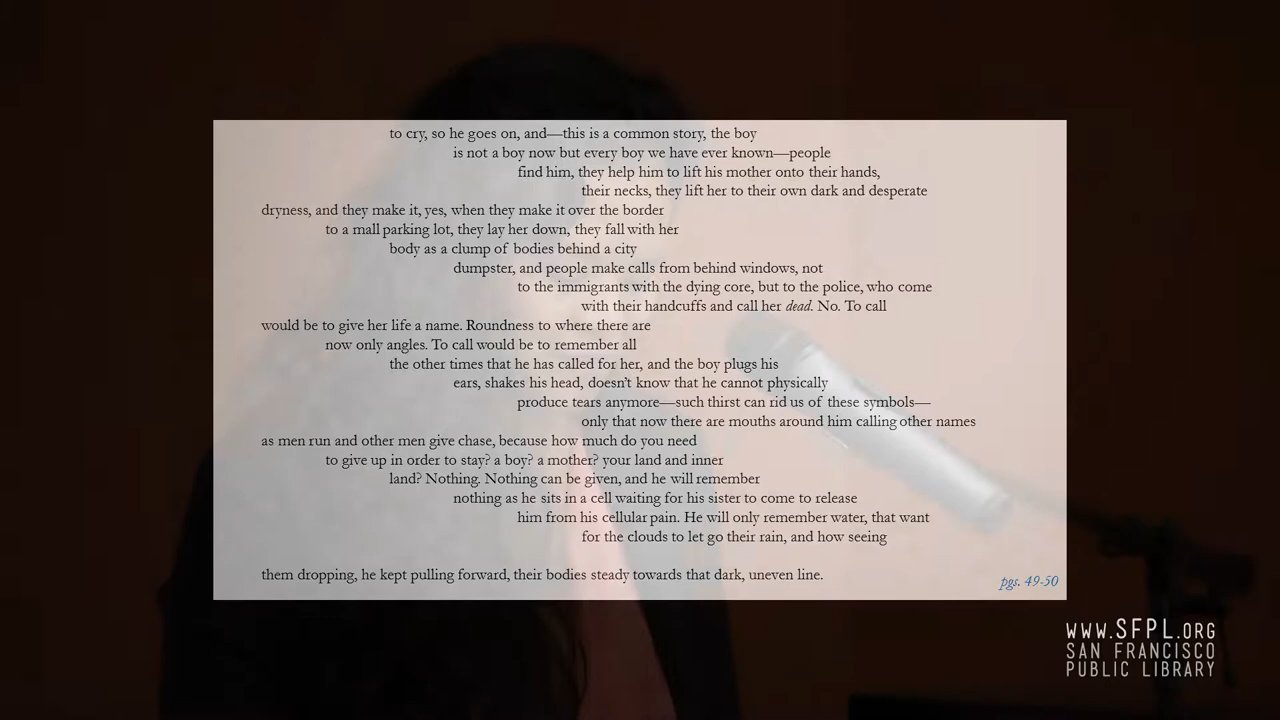 to cry, so he goes on, and—this is a common story, the boy
is not a boy now but every boy we have ever known—people
find him, they help him to lift his mother onto their hands,
their necks, they lift her to their own dark and desperate
dryness, and they make it, yes, when they make it over the border
to a mall parking lot, they lay her down, they fall with her
body as a clump of bodies behind a city
dumpster, and people make calls from behind windows, not
to the immigrants with the dying core, but to the police, who come
with their handcuffs and call her dead. No. To call
would be to give her life a name. Roundness to where there are
now only angles. To call would be to remember all
the other times that he has called for her, and the boy plugs his
ears, shakes his head, doesn't know that he cannot physically
produce tears anymore—such thirst can rid us of these symbols—
only that now there are mouths around him calling other names
as men run and other men give chase, because how much do you need
to give up in order to stay? a boy? a mother? your land and inner
land? Nothing. Nothing can be given, and he will remember
nothing as he sits in a cell waiting for his sister to come to release
him from his cellular pain. He will only remember water, that want
for the clouds to let go their rain, and how seeing
them dropping, he kept pulling forward, their bodies steady towards that dark, uneven line.
pgs. 49-50
WWW.SFPL.ORG
SAN FRANCISCO
PUBLIC LIBRARY